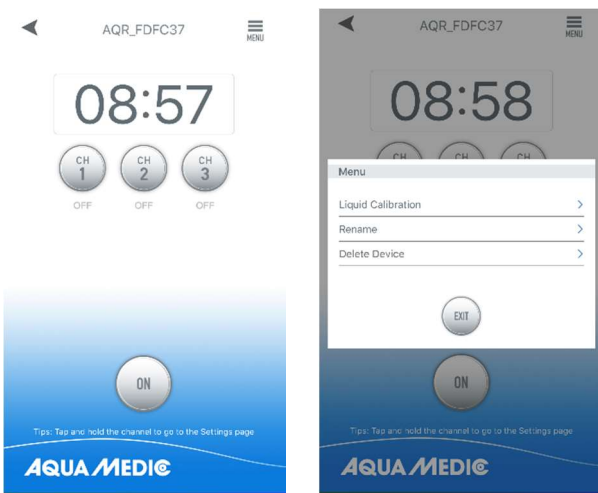 AQR_FDFC37
MENU
08:57
CH 1
CH 2
CH 3
OFF
OFF
OFF
ON
Tips: Tap and hold the channel to go to the Settings page
AQUA MEDIC
AQR_FDFC37
MENU
08:58
CH
CH
CH
Menu
Liquid Calibration
Rename
Delete Device
EXIT
ON
Tips: Tap and hold the channel to go to the Settings page
AQUA MEDIC